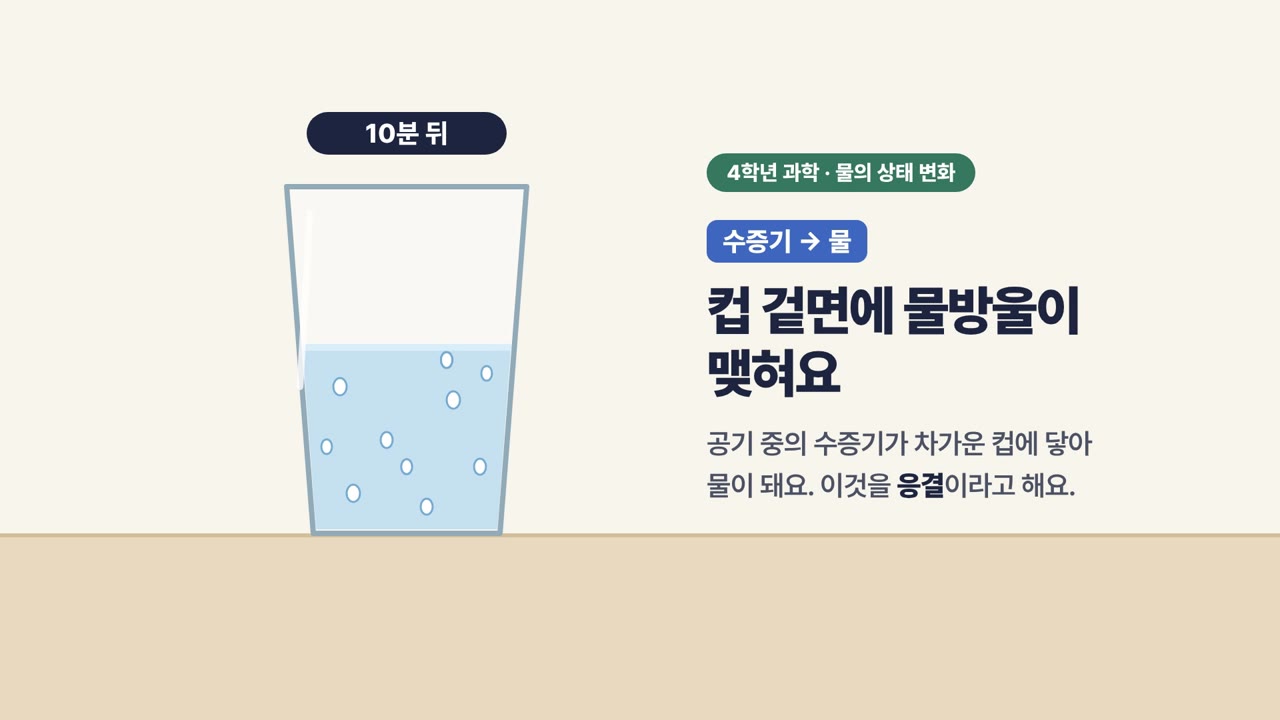 10분 뒤
4학년 과학 · 물의 상태 변화
수증기 → 물
컵 겉면에 물방울이
맺혀요
공기 중의 수증기가 차가운 컵에 닿아
물이 돼요. 이것을 응결이라고 해요.